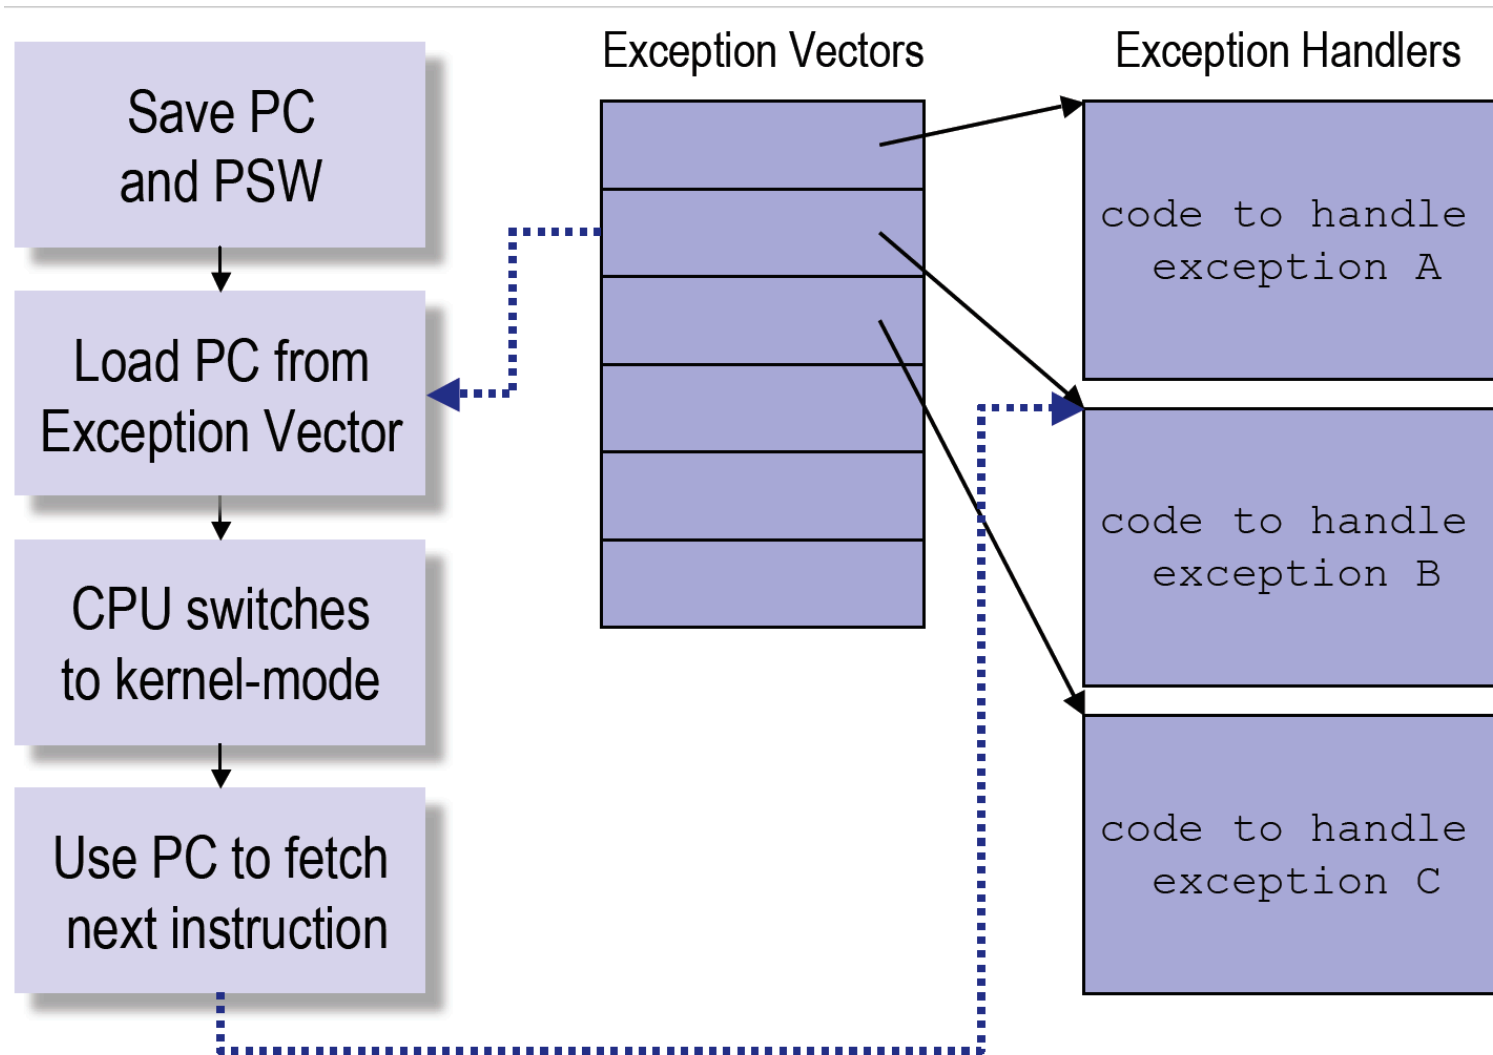 Save PC
and PSW
Load PC from
Exception Vector
CPU switches
to kernel-mode
Use PC to fetch
next instruction
Exception Vectors
Exception Handlers
code to handle
exception A
code to handle
exception B
code to handle
exception C